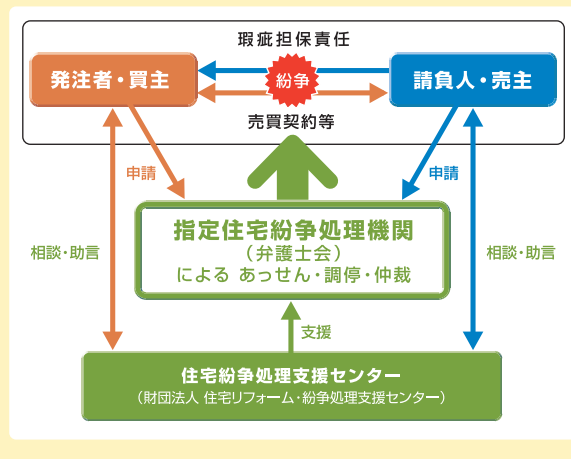 瑕疵担保責任
発注者・買主
紛争
請負人・売主
売買契約等
申請
申請
指定住宅紛争処理機関
（弁護士会）
による あっせん・調停・仲裁
相談・助言
相談・助言
支援
住宅紛争処理支援センター
（財団法人 住宅リフォーム・紛争処理支援センター）